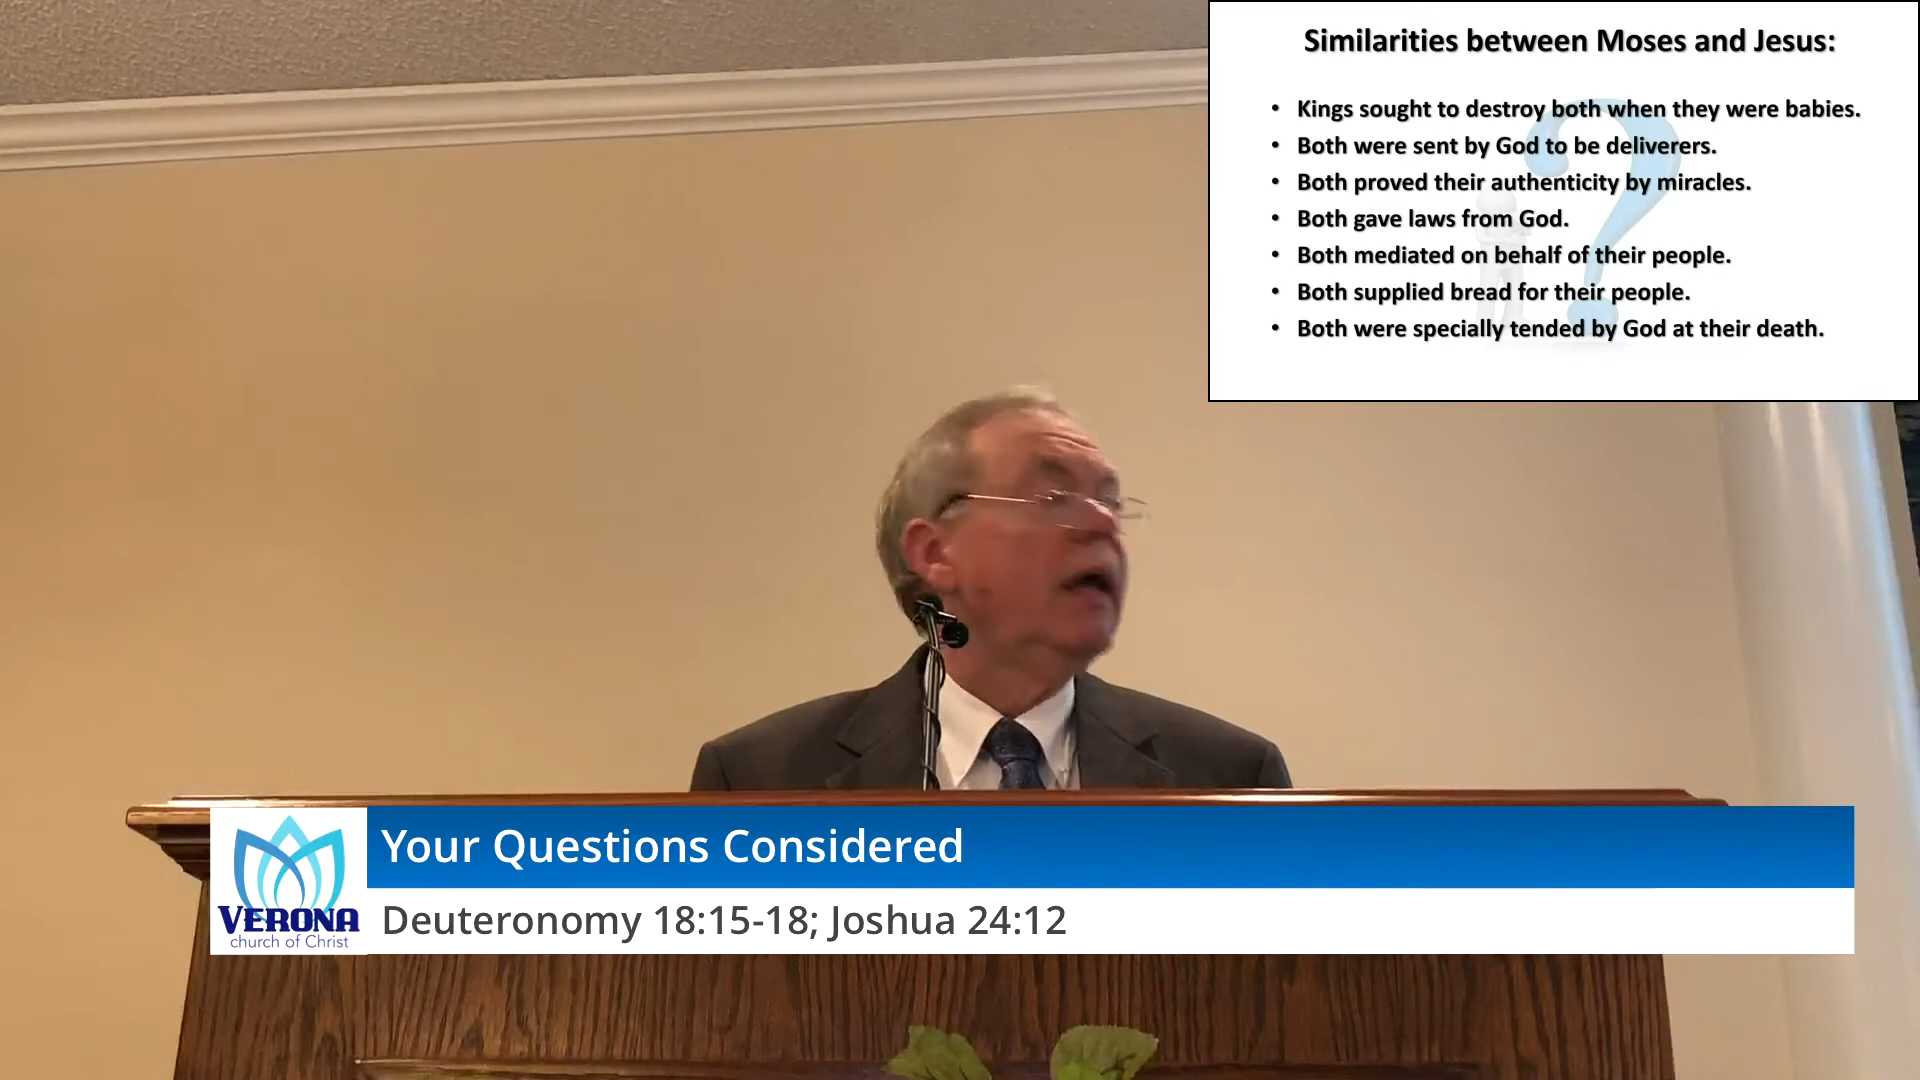 Similarities between Moses and Jesus:
• Kings sought to destroy both when they were babies.
• Both were sent by God to be deliverers.
• Both proved their authenticity by miracles.
• Both gave laws from God.
• Both mediated on behalf of their people.
• Both supplied bread for their people.
• Both were specially tended by God at their death.
Your Questions Considered
VERONA
church of Christ
Deuteronomy 18:15-18; Joshua 24:12